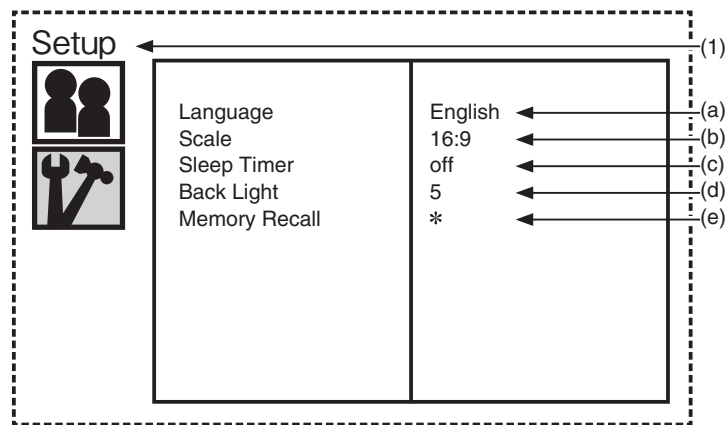 Setup (1)
Language English (a)
Scale 16:9 (b)
Sleep Timer off (c)
Back Light 5 (d)
Memory Recall * (e)